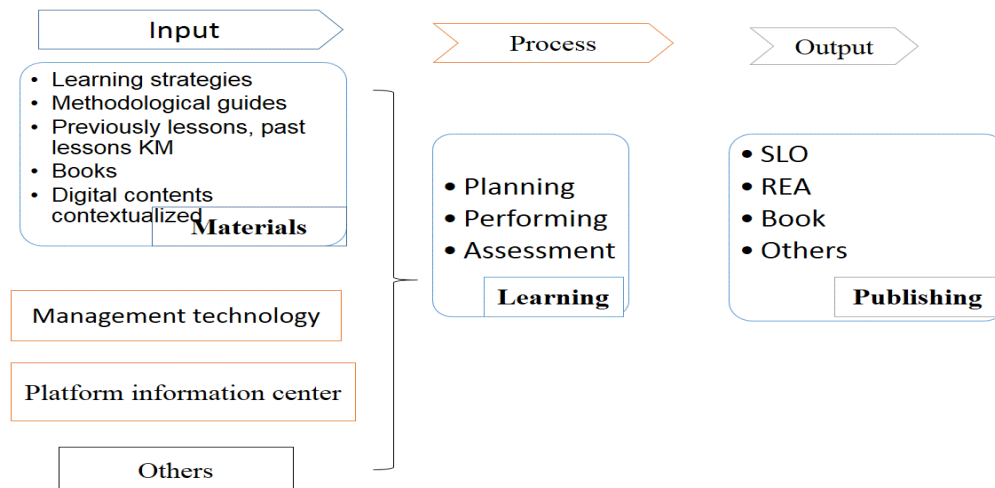 Input
Process
Output
• Learning strategies
• Methodological guides
• Previously lessons, past
lessons KM
• Books
• Digital contents
contextualized
Materials
Management technology
Platform information center
Others
• Planning
• Performing
• Assessment
Learning
• SLO
• REA
• Book
• Others
Publishing